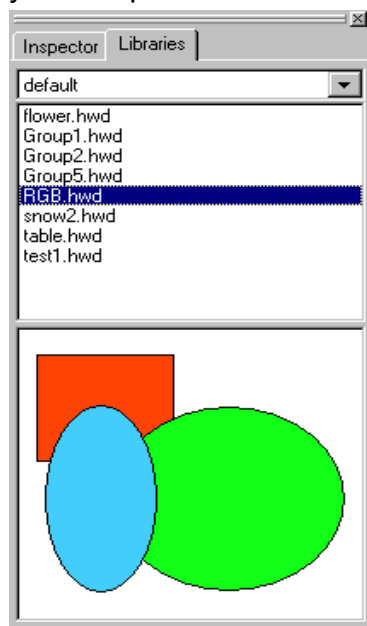 Inspector Libraries
default
flower.hwd
Group1.hwd
Group2.hwd
Group5.hwd
RGB.hwd
snow2.hwd
table.hwd
test1.hwd